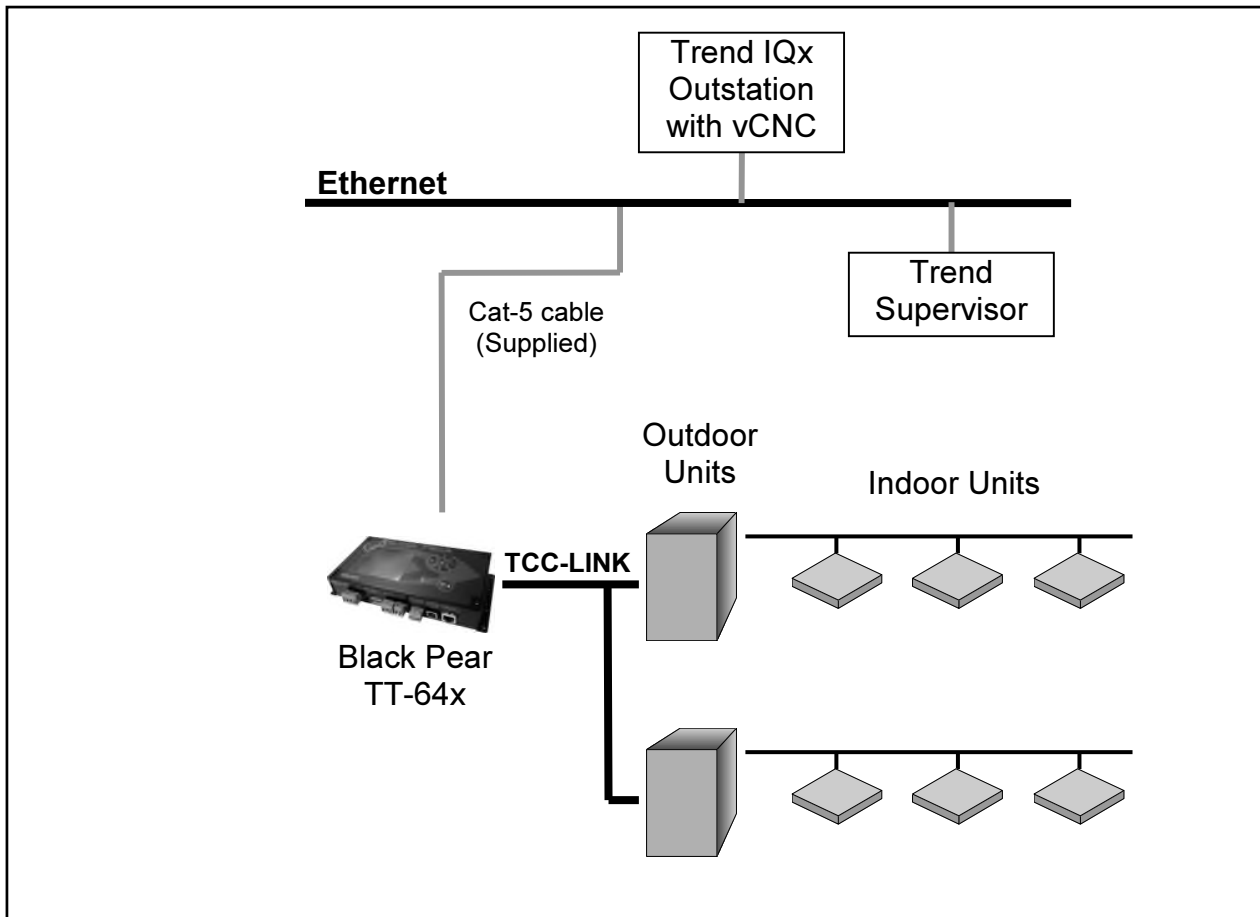 Trend IQx
Outstation
with vCNC
Ethernet
Trend
Supervisor
Cat-5 cable
(Supplied)
Outdoor
Units
Indoor Units
TCC-LINK
Black Pear
TT-64x